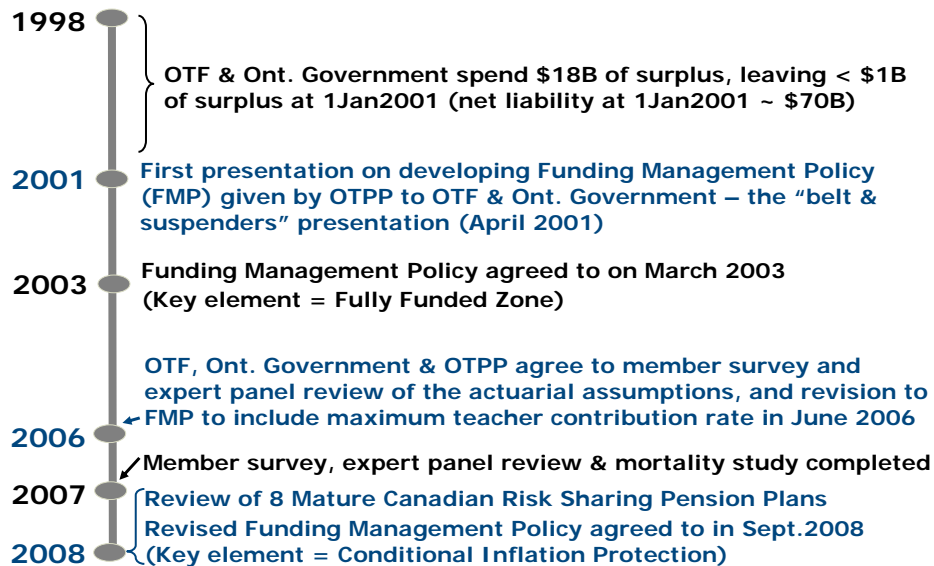 1998
OTF & Ont. Government spend $18B of surplus, leaving < $1B
of surplus at 1Jan2001 (net liability at 1Jan2001 ~ $70B)
2001
First presentation on developing Funding Management Policy
(FMP) given by OTPP to OTF & Ont. Government – the “belt &
suspenders” presentation (April 2001)
2003
Funding Management Policy agreed to on March 2003
(Key element = Fully Funded Zone)
OTF, Ont. Government & OTPP agree to member survey and
expert panel review of the actuarial assumptions, and revision to
FMP to include maximum teacher contribution rate in June 2006
2006
Member survey, expert panel review & mortality study completed
2007
Review of 8 Mature Canadian Risk Sharing Pension Plans
Revised Funding Management Policy agreed to in Sept.2008
2008
(Key element = Conditional Inflation Protection)